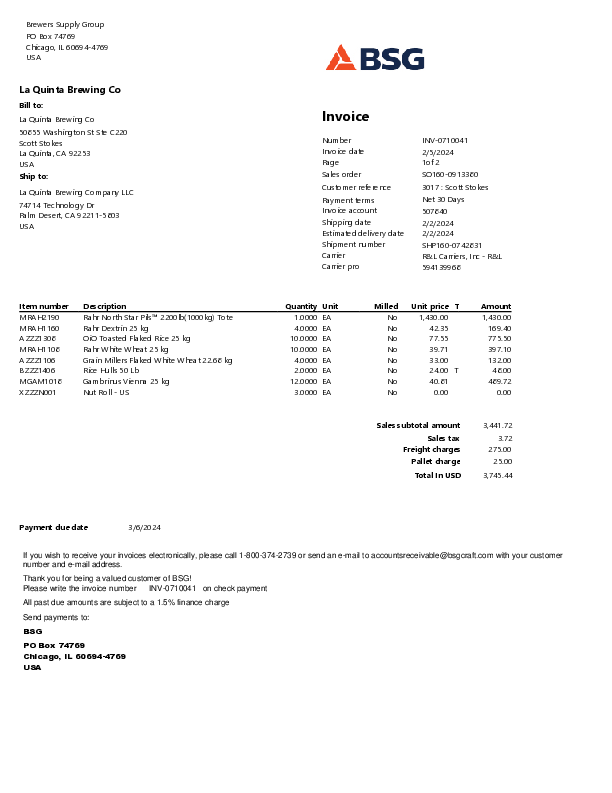 Brewers Supply Group
PO Box 74769
Chicago, IL 60694-4769
USA
BSG
La Quinta Brewing Co
Bill to:
La Quinta Brewing Co
50855 Washington St Ste C220
Scott Stokes
La Quinta, CA 92253
USA
Ship to:
La Quinta Brewing Company LLC
74714 Technology Dr
Palm Desert, CA 92211-5803
USA
Invoice
Number INV-0710041
Invoice date 2/5/2024
Page 1 of 2
Sales order SO160-0913380
Customer reference 3017 : Scott Stokes
Payment terms Net 30 Days
Invoice account 507840
Shipping date 2/2/2024
Estimated delivery date 2/2/2024
Shipment number SHP160-0742631
Carrier R&L Carriers, Inc - R&L
Carrier pro 594139966
Item number Description Quantity Unit Milled Unit price T Amount
MRAH2190 Rahr North Star Pils™ 2200 lb(1000 kg) Tote 1.0000 EA No 1,430.00 1,430.00
MRAH1160 Rahr Dextrin 25 kg 4.0000 EA No 42.35 169.40
AZZZ1308 OiO Toasted Flaked Rice 25 kg 10.0000 EA No 77.55 775.50
MRAH1108 Rahr White Wheat 25 kg 10.0000 EA No 39.71 397.10
AZZZ1106 Grain Millers Flaked White Wheat 22.68 kg 4.0000 EA No 33.00 132.00
BZZZ1406 Rice Hulls 50 Lb 2.0000 EA No 24.00 T 48.00
MGAM1018 Gambrinus Vienna 25 kg 12.0000 EA No 40.81 489.72
XZZZN001 Nut Roll - US 3.0000 EA No 0.00 0.00
Sales subtotal amount 3,441.72
Sales tax 3.72
Freight charges 275.00
Pallet charge 25.00
Total In USD 3,745.44
Payment due date 3/6/2024
If you wish to receive your invoices electronically, please call 1-800-374-2739 or send an e-mail to accountsreceivable@bsgcraft.com with your customer
number and e-mail address.
Thank you for being a valued customer of BSG!
Please write the invoice number INV-0710041 on check payment
All past due amounts are subject to a 1.5% finance charge
Send payments to:
BSG
PO Box 74769
Chicago, IL 60694-4769
USA